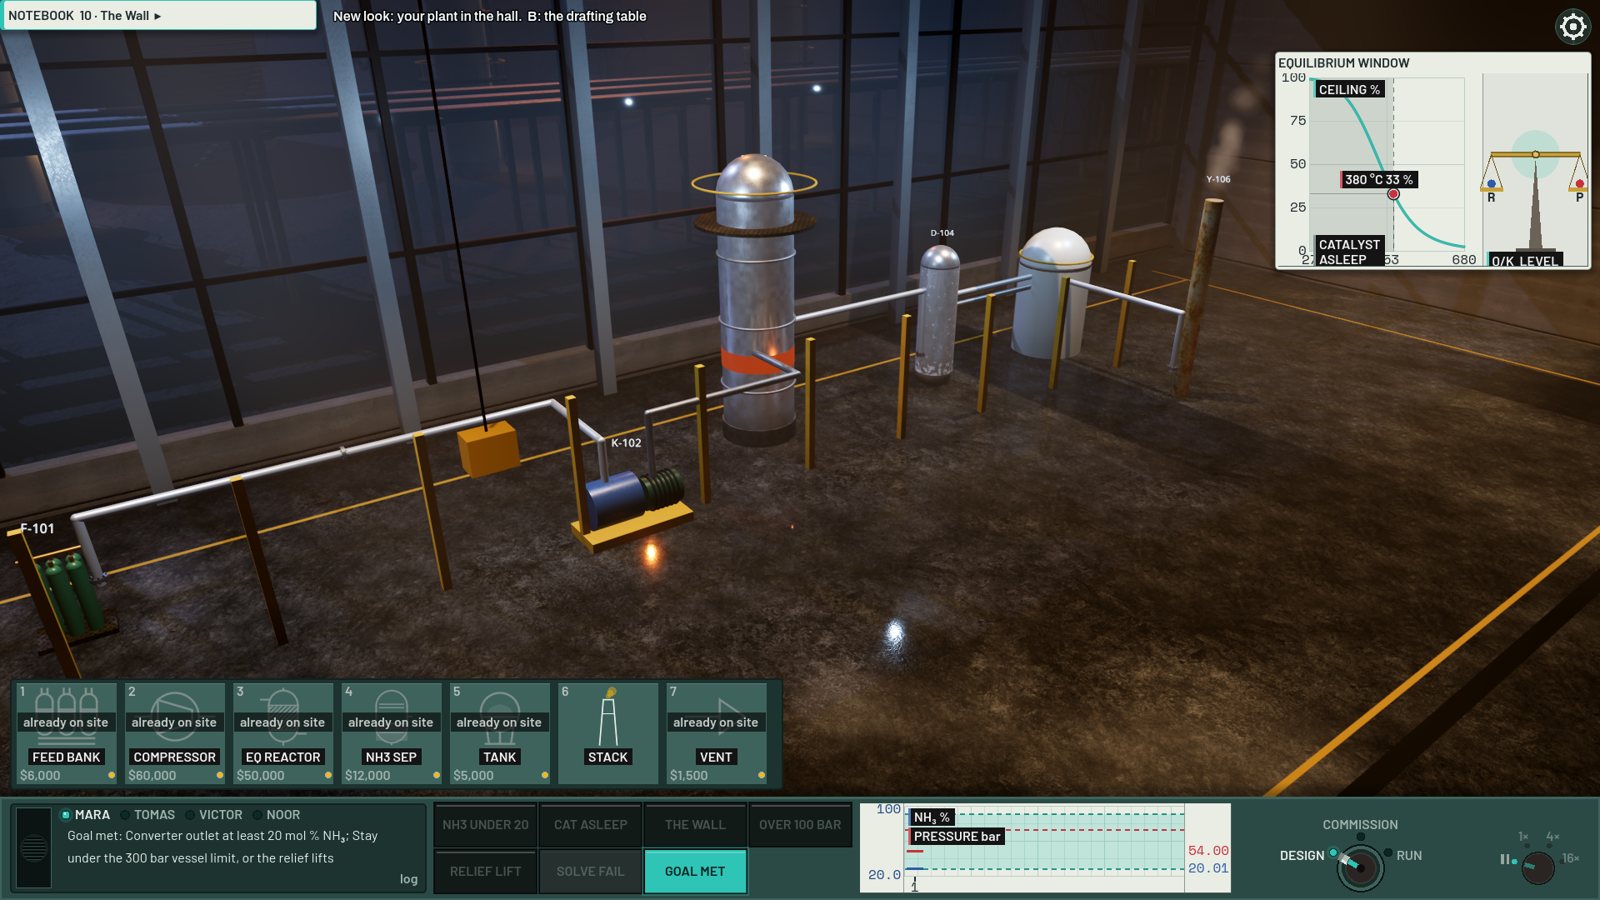 NOTEBOOK 10 · The Wall ▸
New look: your plant in the hall. B: the drafting table
EQUILIBRIUM WINDOW
100
CEILING %
75
50
380 °C 33 %
25
0
CATALYST
ASLEEP
53
680
R
P
Q/K LEVEL
Y-106
D-104
K-102
F-101
1
already on site
FEED BANK
$6,000
2
already on site
COMPRESSOR
$60,000
3
already on site
EQ REACTOR
$50,000
4
already on site
NH3 SEP
$12,000
5
already on site
TANK
$5,000
6
STACK
7
already on site
VENT
$1,500
MARA
TOMAS
VICTOR
NOOR
Goal met: Converter outlet at least 20 mol % NH₃; Stay
under the 300 bar vessel limit, or the relief lifts
log
NH3 UNDER 20
CAT ASLEEP
THE WALL
OVER 100 BAR
RELIEF LIFT
SOLVE FAIL
GOAL MET
100
NH₃ %
PRESSURE bar
54.00
20.01
20.0
1
COMMISSION
DESIGN
RUN
1×
4×
16×